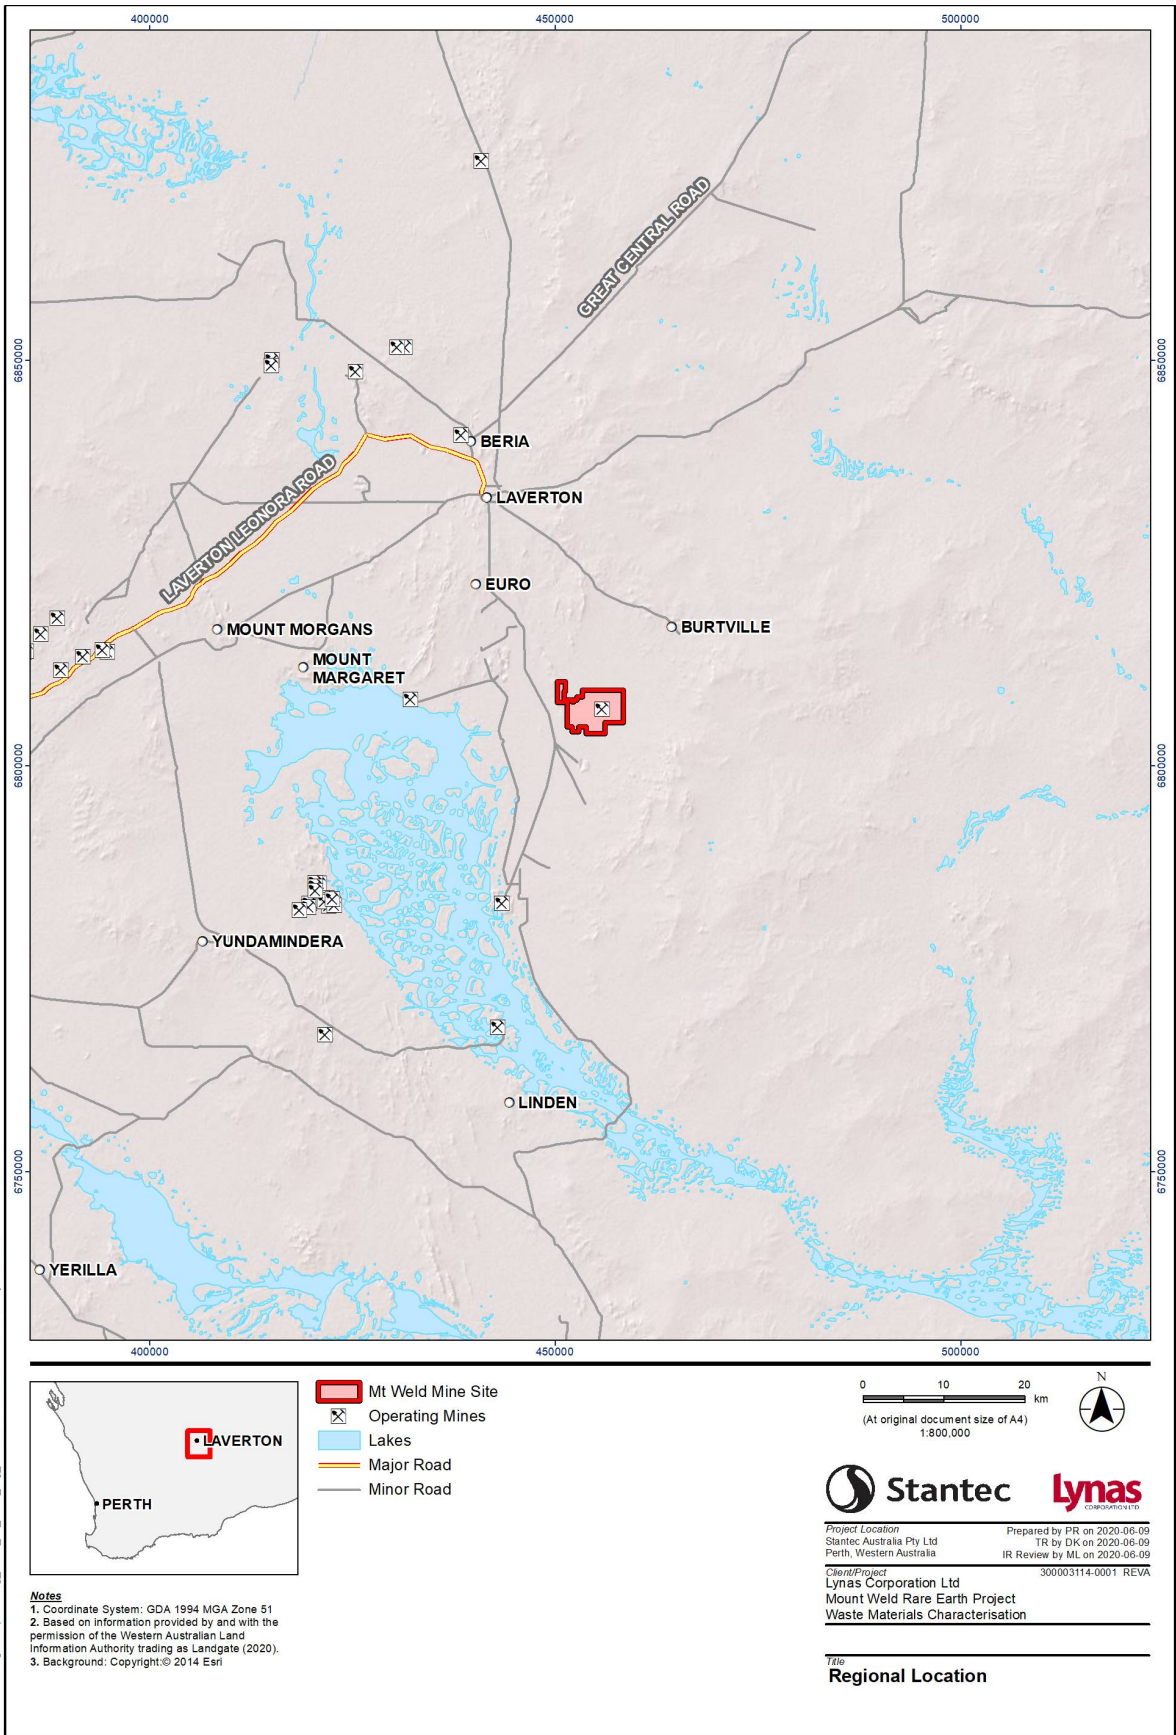 400000
450000
500000
6850000
6850000
GREAT CENTRAL ROAD
BERIA
LAVERTON
LAVERTON LEONORA ROAD
EURO
MOUNT MORGANS
BURTVILLE
MOUNT
MARGARET
6800000
6800000
YUNDAMINDERA
LINDEN
6750000
6750000
YERILLA
400000
450000
500000
LAVERTON
PERTH
Mt Weld Mine Site
Operating Mines
Lakes
Major Road
Minor Road
0 10 20
km
(At original document size of A4)
1:800,000
N
Stantec
Lynas
CORPORATION LTD
Project Location
Stantec Australia Pty Ltd
Perth, Western Australia
Prepared by PR on 2020-06-09
TR by DK on 2020-06-09
IR Review by ML on 2020-06-09
Client/Project
300003114-0001 REVA
Lynas Corporation Ltd
Mount Weld Rare Earth Project
Waste Materials Characterisation
Title
Regional Location
Notes
1. Coordinate System: GDA 1994 MGA Zone 51
2. Based on information provided by and with the
permission of the Western Australian Land
Information Authority trading as Landgate (2020).
3. Background: Copyright:© 2014 Esri